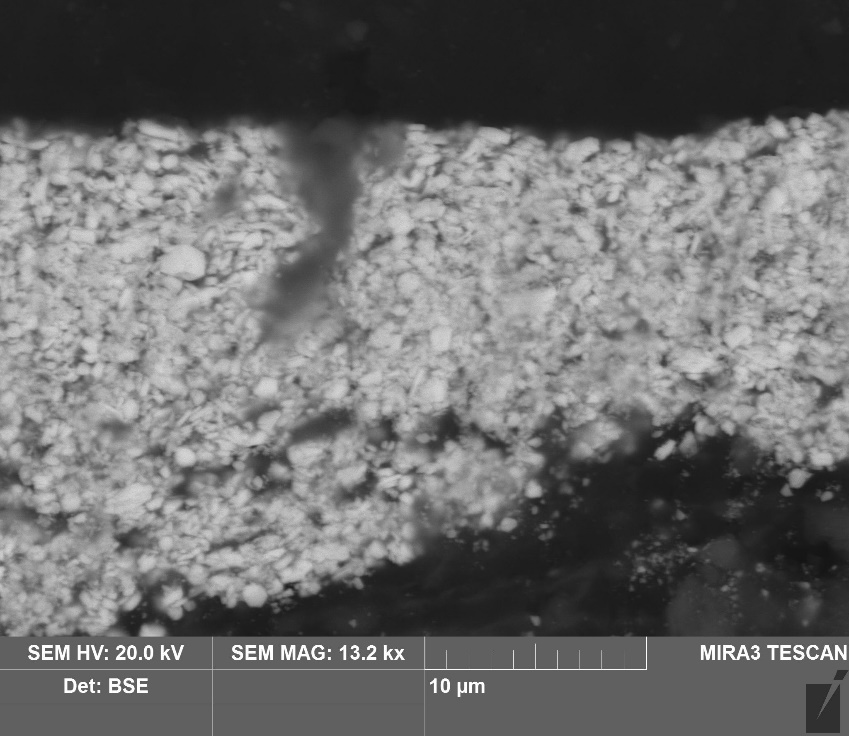 SEM HV: 20.0 kV SEM MAG: 13.2 kx MIRA3 TESCAN
Det: BSE 10 µm